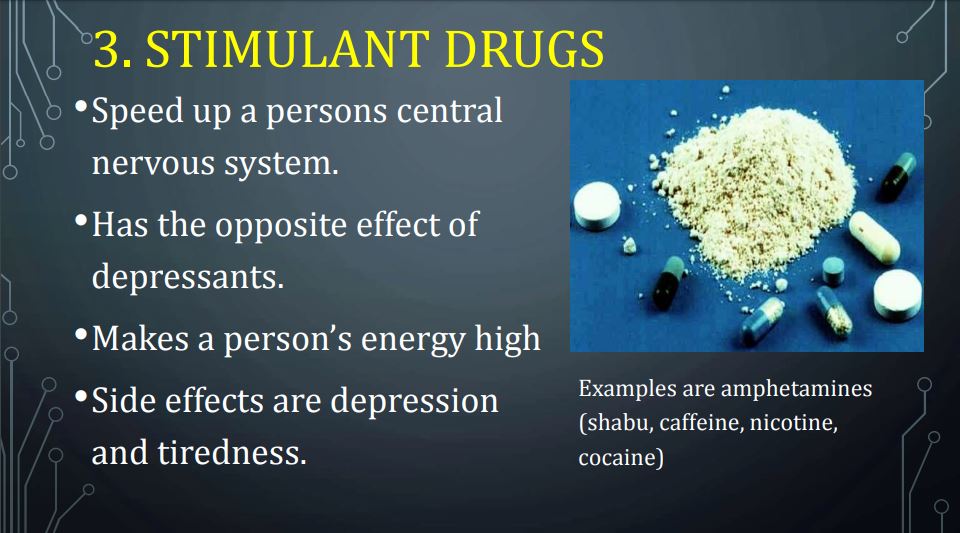 3. STIMULANT DRUGS
•Speed up a persons central
nervous system.
•Has the opposite effect of
depressants.
•Makes a person’s energy high
•Side effects are depression
and tiredness.
Examples are amphetamines
(shabu, caffeine, nicotine,
cocaine)